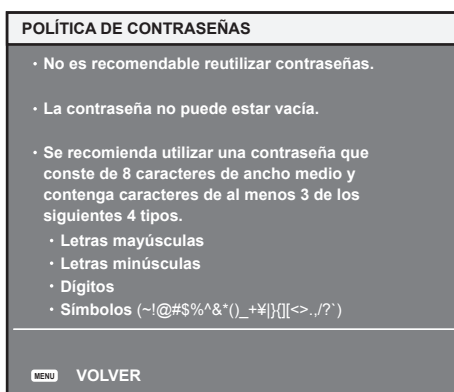 POLÍTICA DE CONTRASEÑAS
・No es recomendable reutilizar contraseñas.
・La contraseña no puede estar vacía.
・Se recomienda utilizar una contraseña que
conste de 8 caracteres de ancho medio y
contenga caracteres de al menos 3 de los
siguientes 4 tipos.
・Letras mayúsculas
・Letras minúsculas
・Dígitos
・Símbolos (~!@#$%^&*()_+¥|}{][<>.,/?`)
MENU VOLVER